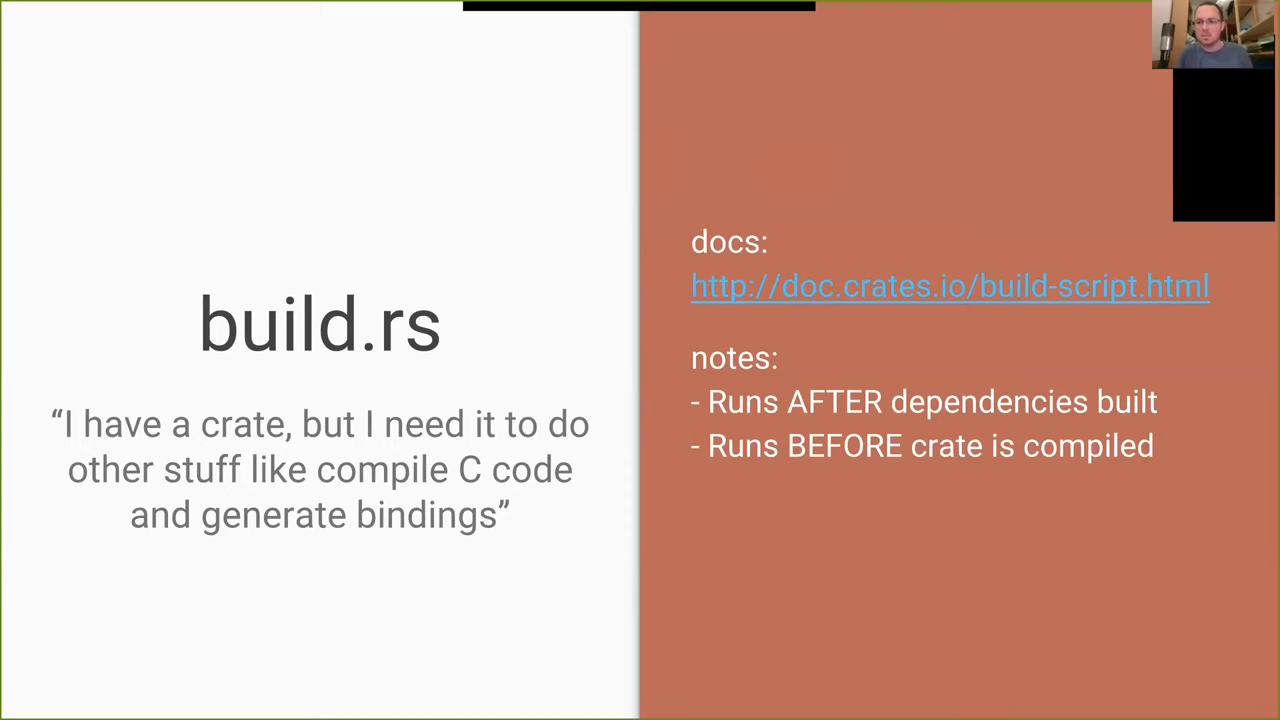 build.rs
“I have a crate, but I need it to do
other stuff like compile C code
and generate bindings”
docs:
http://doc.crates.io/build-script.html
notes:
- Runs AFTER dependencies built
- Runs BEFORE crate is compiled